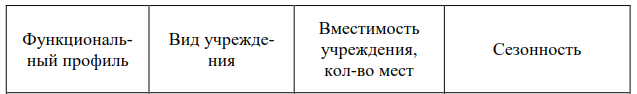 Функциональ-
ный профиль
Вид учрежде-
ния
Вместимость
учреждения,
кол-во мест
Сезонность